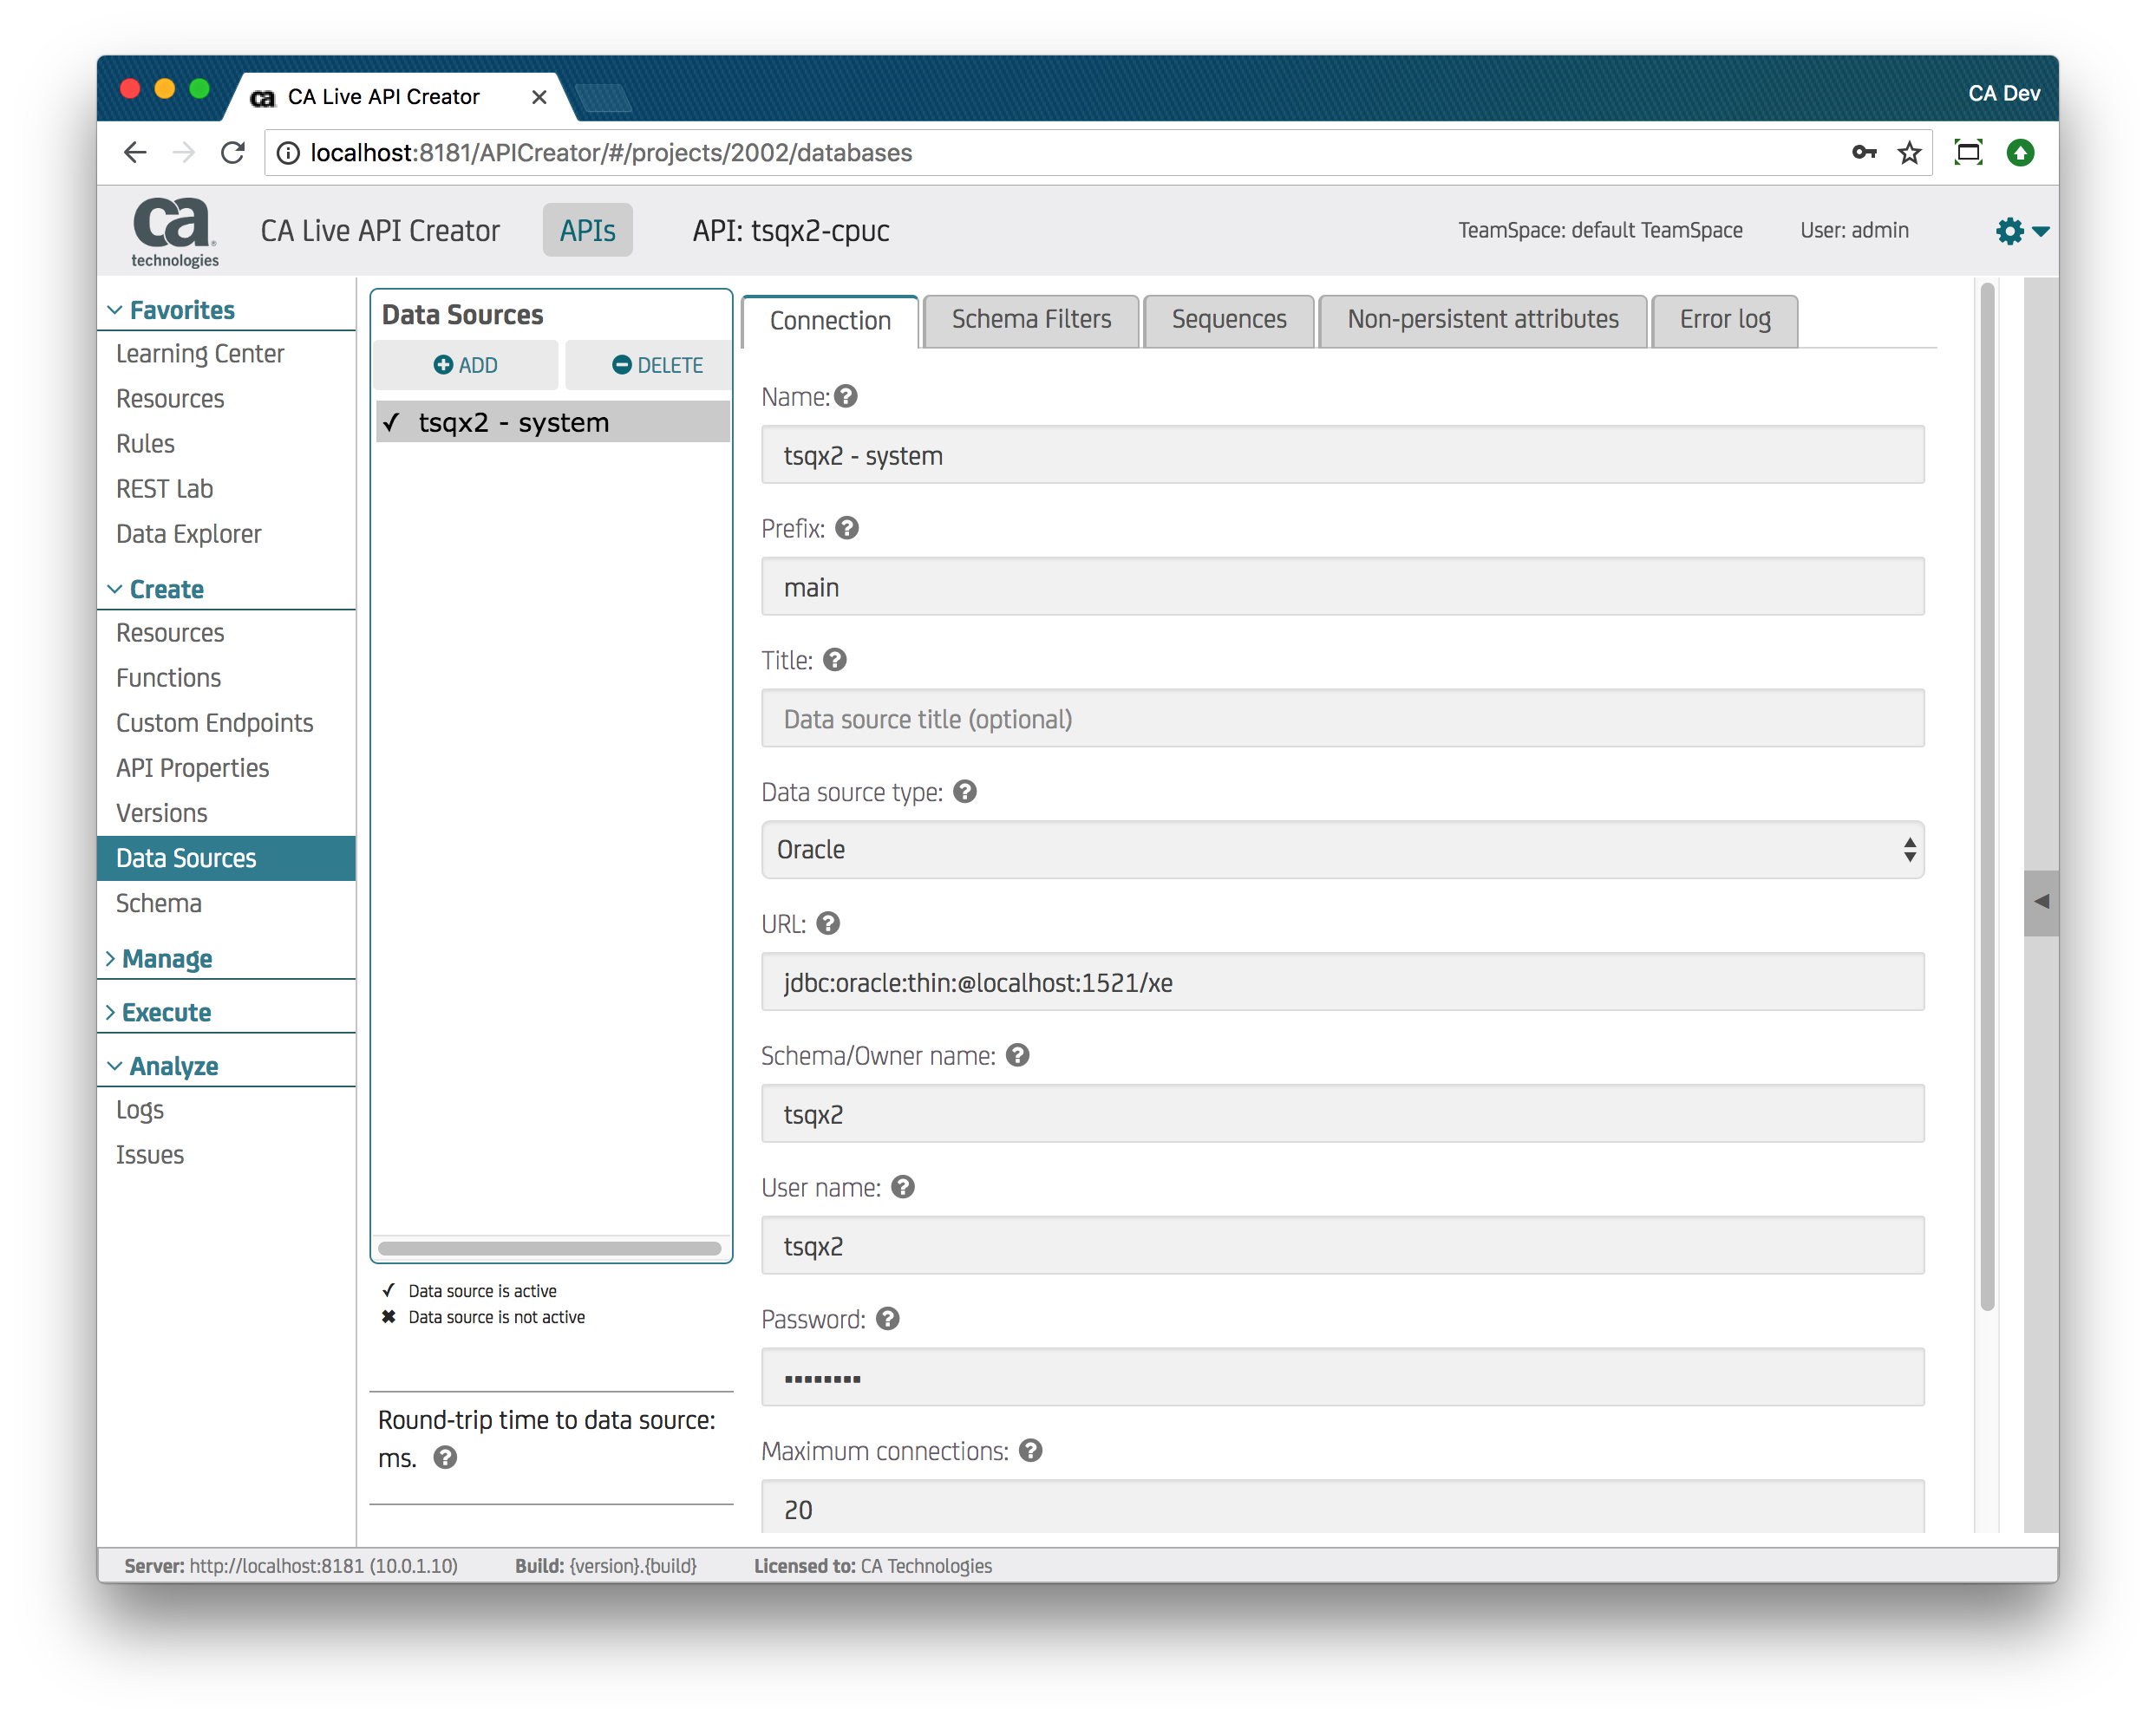 CA Live API Creator
CA Dev
localhost:8181/APICreator/#/projects/2002/databases
ca
technologies
CA Live API Creator
APIs
API: tsqx2-cpuc
TeamSpace: default TeamSpace
User: admin
Favorites
Learning Center
Resources
Rules
REST Lab
Data Explorer
Create
Resources
Functions
Custom Endpoints
API Properties
Versions
Data Sources
Schema
Manage
Execute
Analyze
Logs
Issues
Data Sources
ADD
DELETE
✓ tsqx2 - system
✓ Data source is active
✖ Data source is not active
Round-trip time to data source:
ms.
Connection
Schema Filters
Sequences
Non-persistent attributes
Error log
Name:
tsqx2 - system
Prefix:
main
Title:
Data source title (optional)
Data source type:
Oracle
URL:
jdbc:oracle:thin:@localhost:1521/xe
Schema/Owner name:
tsqx2
User name:
tsqx2
Password:
••••••••
Maximum connections:
20
Server: http://localhost:8181 (10.0.1.10)
Build: {version}.{build}
Licensed to: CA Technologies